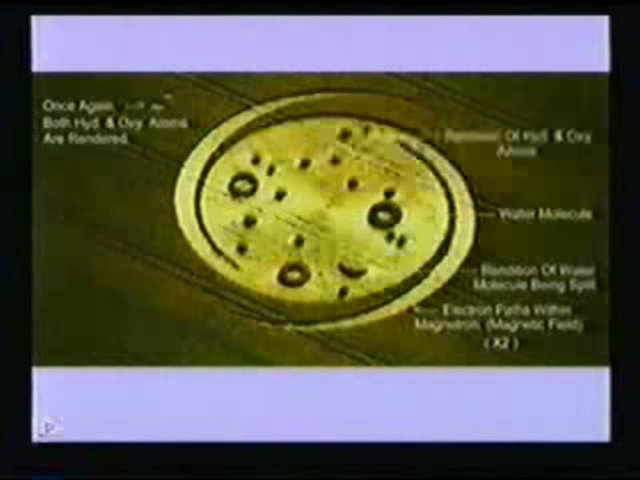 Once Again
Both Hyd. & Oxy. Atoms
Are Rendered.
Rendition Of Hyd. & Oxy.
Atoms
Water Molecule
Rendition Of Water
Molecule Being Split
Electron Paths Within
Magnetron. (Magnetic Field)
( X2 )